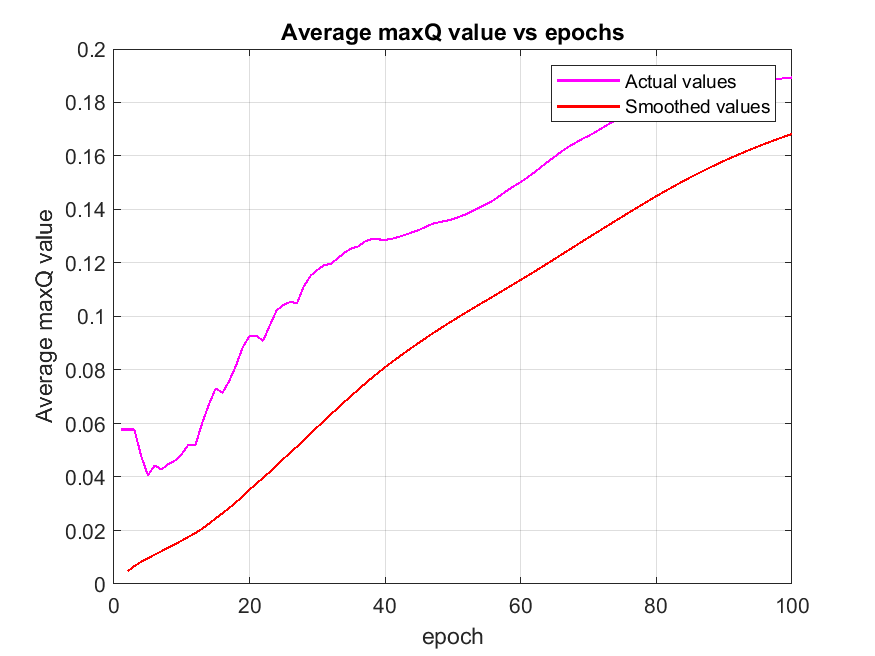 Average maxQ value vs epochs
0.2
0.18
0.16
0.14
0.12
0.1
0.08
0.06
0.04
0.02
0
Average maxQ value
Actual values
Smoothed values
0 20 40 60 80 100
epoch